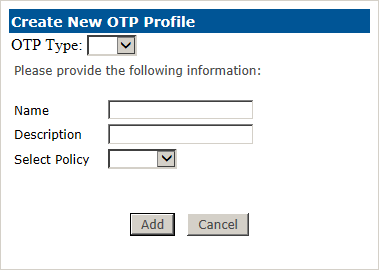 Create New OTP Profile
OTP Type:
Please provide the following information:
Name
Description
Select Policy
Add Cancel